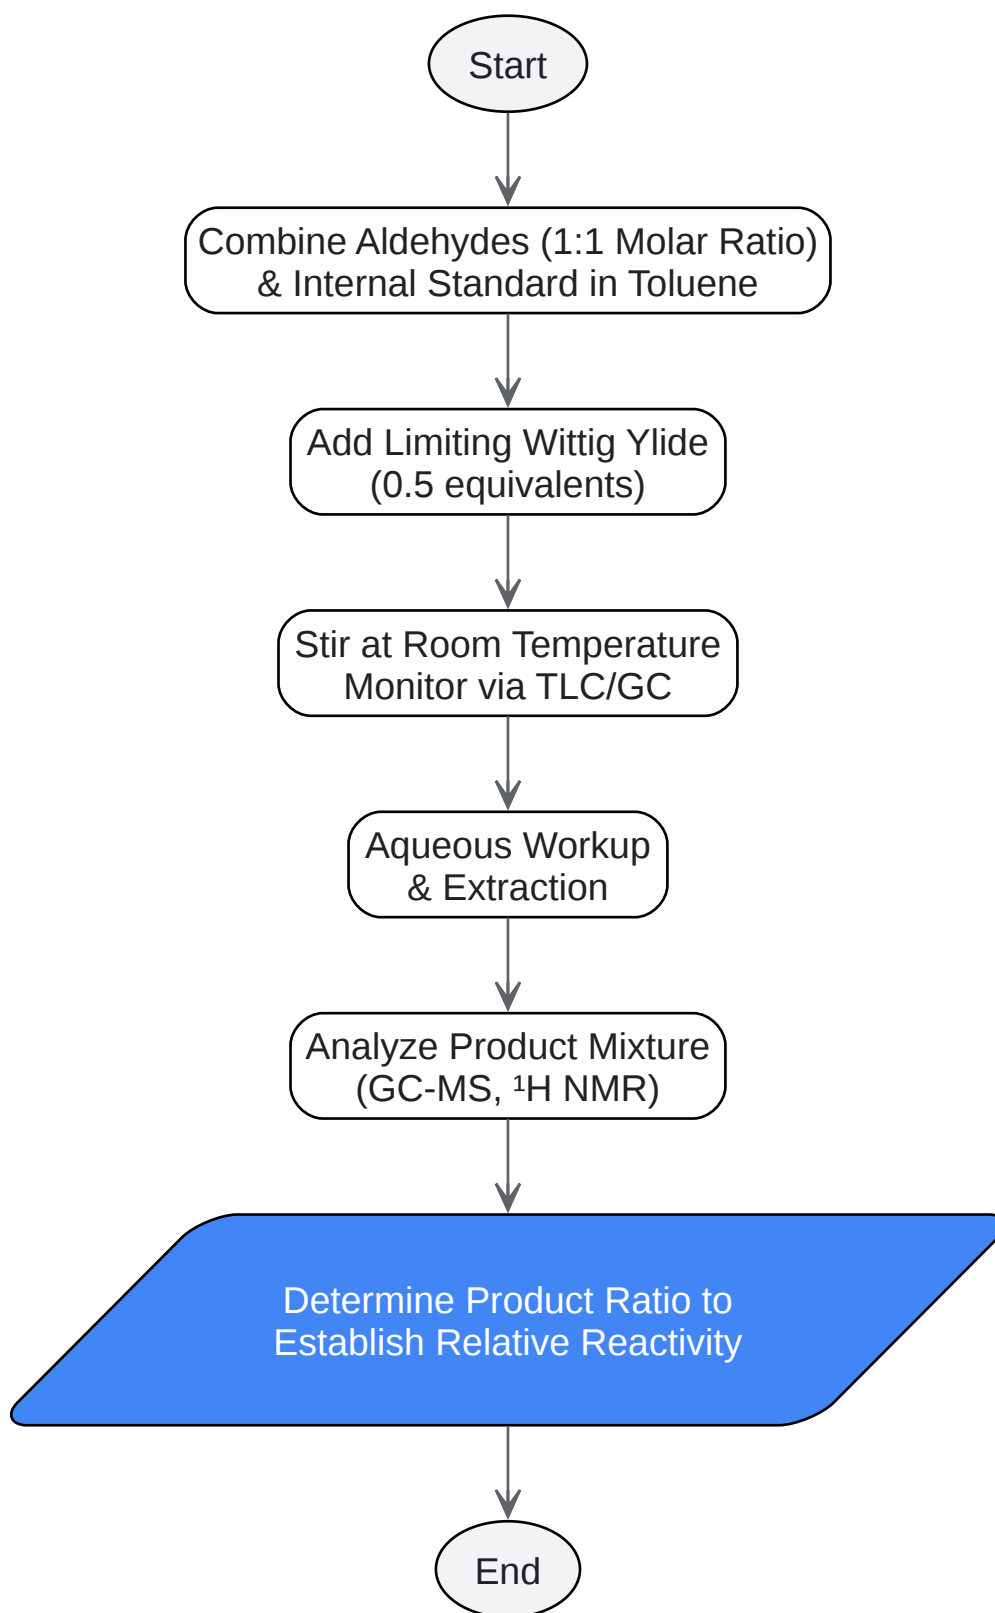 Start
Combine Aldehydes (1:1 Molar Ratio)
& Internal Standard in Toluene
Add Limiting Wittig Ylide
(0.5 equivalents)
Stir at Room Temperature
Monitor via TLC/GC
Aqueous Workup
& Extraction
Analyze Product Mixture
(GC-MS, ¹H NMR)
Determine Product Ratio to
Establish Relative Reactivity
End